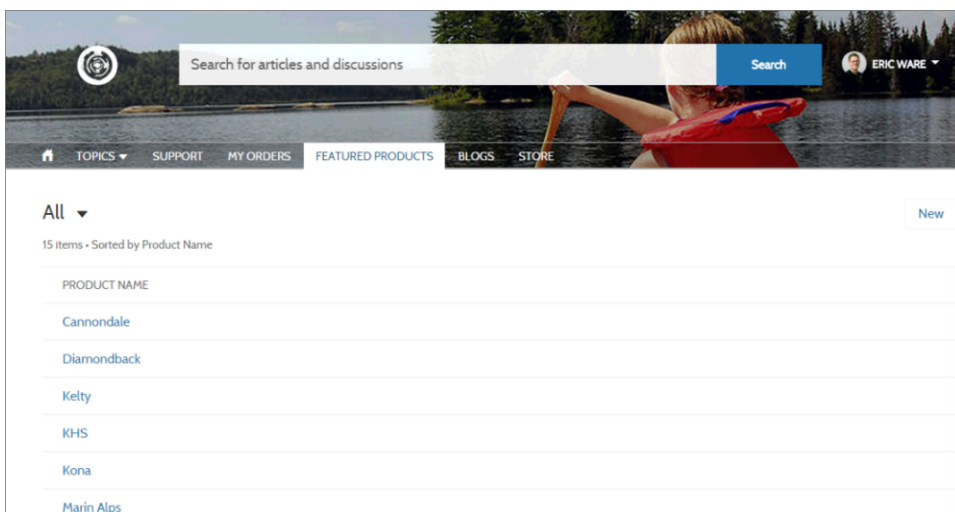 Search for articles and discussions
Search
ERIC WARE
TOPICS
SUPPORT
MY ORDERS
FEATURED PRODUCTS
BLOGS
STORE
All
New
15 items • Sorted by Product Name
PRODUCT NAME
Cannondale
Diamondback
Kelty
KHS
Kona
Marin Alps